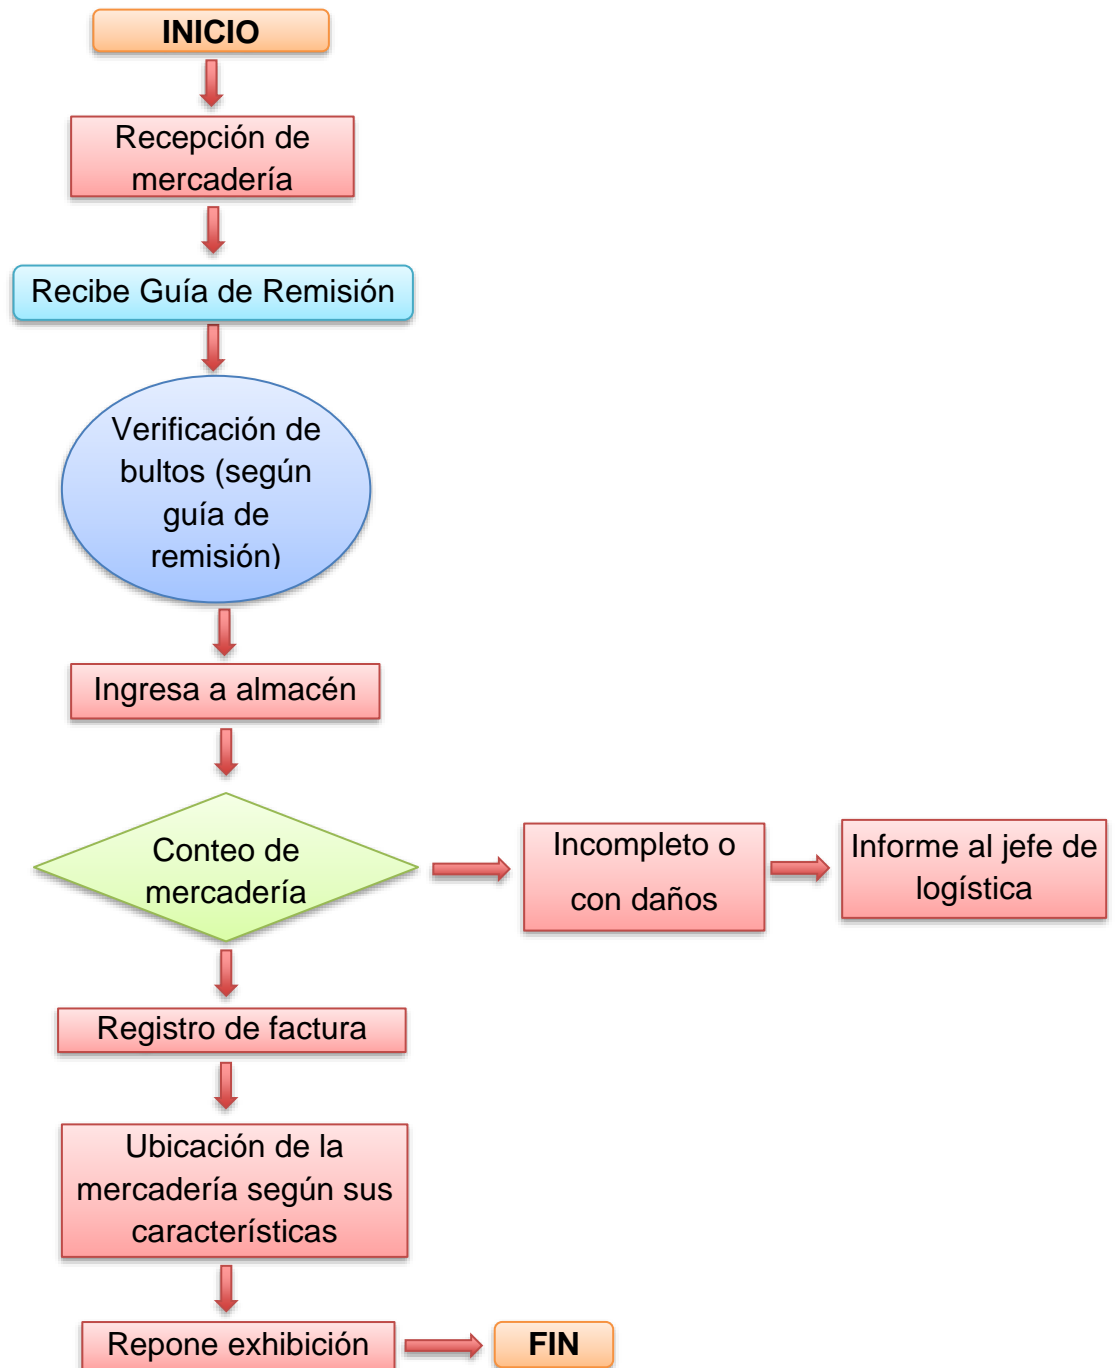 INICIO
Recepción de
mercadería
Recibe Guía de Remisión
Verificación de
bultos (según
guía de
remisión)
Ingresa a almacén
Conteo de
mercadería
Incompleto o
con daños
Informe al jefe de
logística
Registro de factura
Ubicación de la
mercadería según sus
características
Repone exhibición
FIN